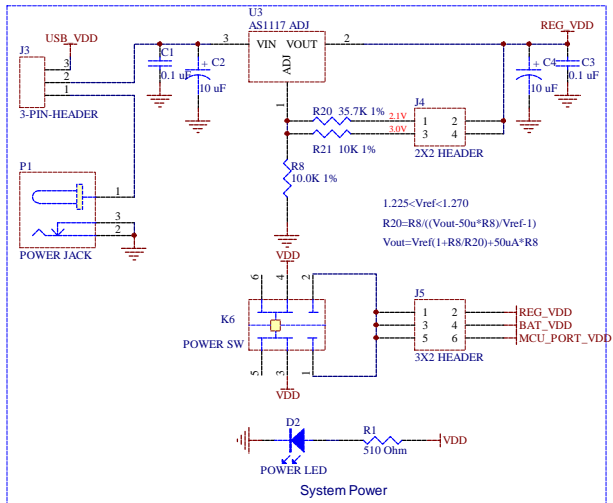 U3
AS1117 ADJ
J3
USB_VDD
REG_VDD
3
VIN
VOUT
2
ADJ
1
3
2
1
3-PIN-HEADER
C1
0.1 uF
+ C2
10 uF
+ C4
10 uF
C3
0.1 uF
R20 35.7K 1%
2.1V
R21 10K 1%
3.0V
J4
1 2
3 4
2X2 HEADER
R8
10.0K 1%
P1
1
3
2
POWER JACK
1.225<Vref<1.270
R20=R8/((Vout-50u*R8)/Vref-1)
Vout=Vref(1+R8/R20)+50uA*R8
VDD
6
4
2
K6
POWER SW
5
3
1
VDD
J5
1 2
3 4
5 6
REG_VDD
BAT_VDD
MCU_PORT_VDD
3X2 HEADER
D2
POWER LED
R1
510 Ohm
VDD
System Power